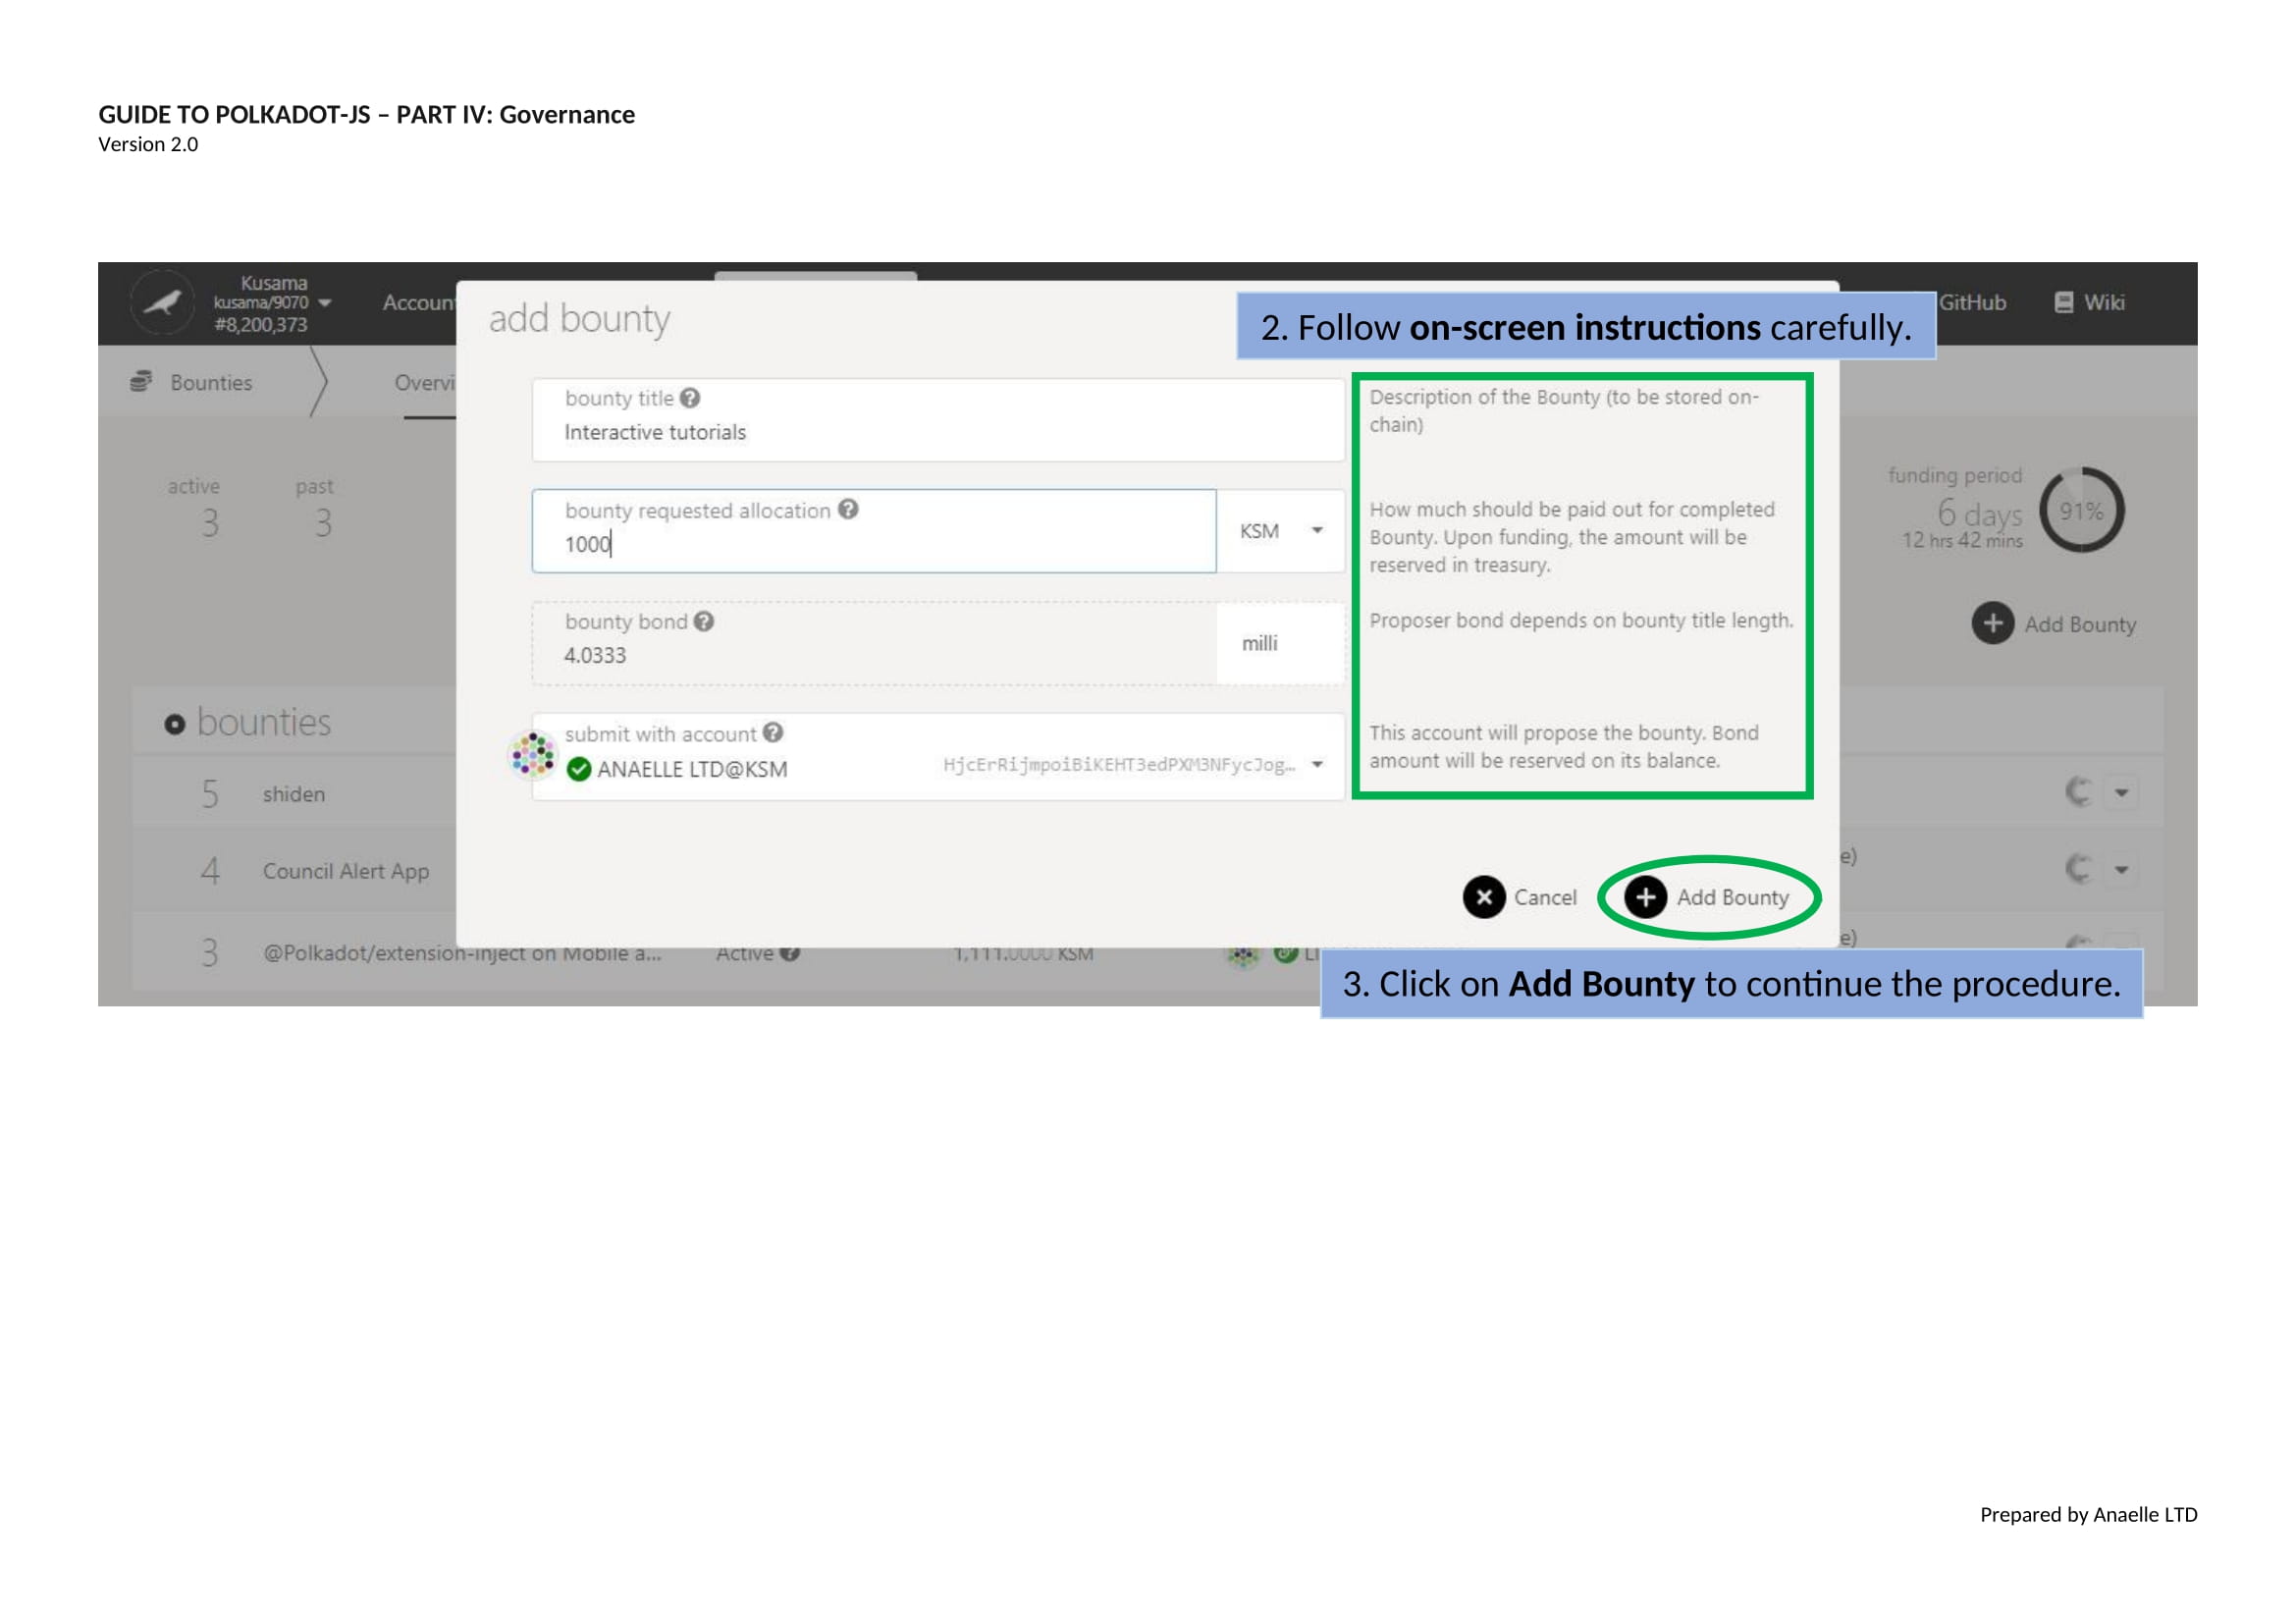 GUIDE TO POLKADOT-JS – PART IV: Governance
Version 2.0
Kusama
kusama/9070
#8,200,373
Accoun
GitHub
Wiki
add bounty
2. Follow on-screen instructions carefully.
Bounties
Overvi
bounty title
Interactive tutorials
Description of the Bounty (to be stored on-
chain)
active
3
past
3
funding period
6 days
12 hrs 42 mins
91%
bounty requested allocation
1000
KSM
How much should be paid out for completed
Bounty. Upon funding, the amount will be
reserved in treasury.
bounty bond
4.0333
milli
Proposer bond depends on bounty title length.
Add Bounty
bounties
submit with account
ANAELLE LTD@KSM
HjcErRijmpoiBiKEHT3edPXM3NFycJog…
This account will propose the bounty. Bond
amount will be reserved on its balance.
5 shiden
4 Council Alert App
e)
Cancel
Add Bounty
3 @Polkadot/extension-inject on Mobile a... Active 1,111.0000 KSM
e)
3. Click on Add Bounty to continue the procedure.
Prepared by Anaelle LTD